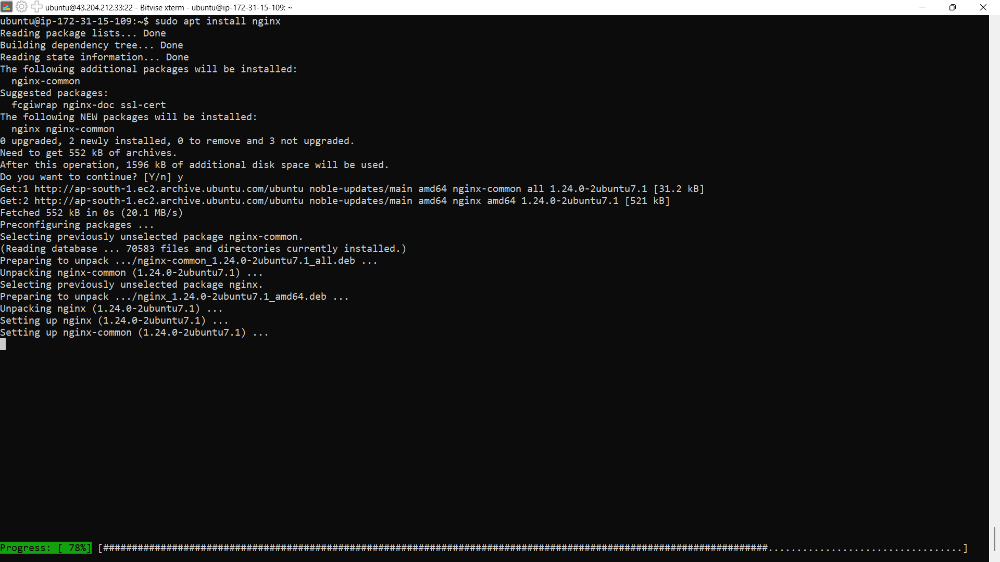 ubuntu@43.204.212.33:22 - Bitvise xterm - ubuntu@ip-172-31-15-109: ~
ubuntu@ip-172-31-15-109:~$ sudo apt install nginx
Reading package lists... Done
Building dependency tree... Done
Reading state information... Done
The following additional packages will be installed:
  nginx-common
Suggested packages:
  fcgiwrap nginx-doc ssl-cert
The following NEW packages will be installed:
  nginx nginx-common
0 upgraded, 2 newly installed, 0 to remove and 3 not upgraded.
Need to get 552 kB of archives.
After this operation, 1596 kB of additional disk space will be used.
Do you want to continue? [Y/n] y
Get:1 http://ap-south-1.ec2.archive.ubuntu.com/ubuntu noble-updates/main amd64 nginx-common all 1.24.0-2ubuntu7.1 [31.2 kB]
Get:2 http://ap-south-1.ec2.archive.ubuntu.com/ubuntu noble-updates/main amd64 nginx amd64 1.24.0-2ubuntu7.1 [521 kB]
Fetched 552 kB in 0s (20.1 MB/s)
Preconfiguring packages ...
Selecting previously unselected package nginx-common.
(Reading database ... 70583 files and directories currently installed.)
Preparing to unpack .../nginx-common_1.24.0-2ubuntu7.1_all.deb ...
Unpacking nginx-common (1.24.0-2ubuntu7.1) ...
Selecting previously unselected package nginx.
Preparing to unpack .../nginx_1.24.0-2ubuntu7.1_amd64.deb ...
Unpacking nginx (1.24.0-2ubuntu7.1) ...
Setting up nginx (1.24.0-2ubuntu7.1) ...
Setting up nginx-common (1.24.0-2ubuntu7.1) ...
Progress: [ 78%] [####################################################################################################################..................................]